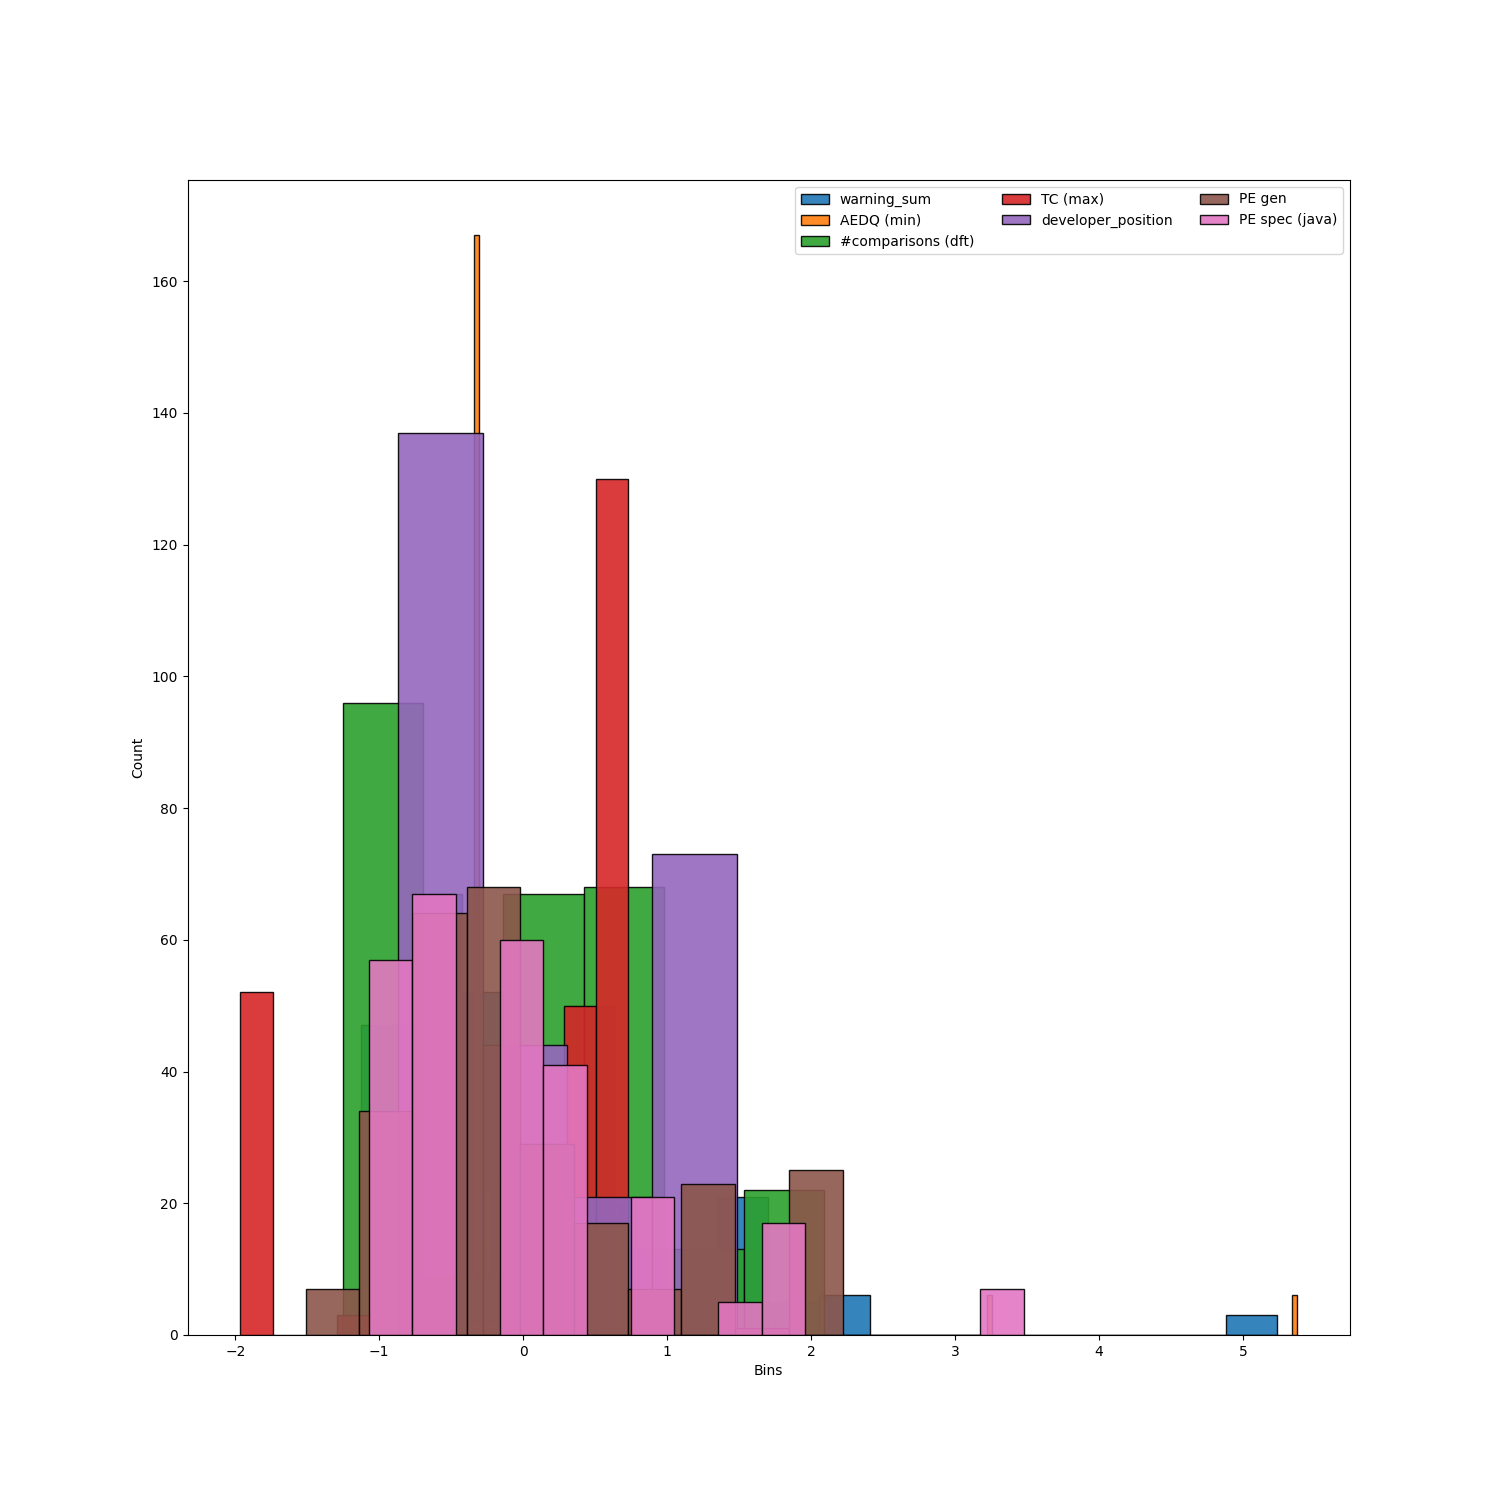 warning_sum
AEDQ (min)
#comparisons (dft)
TC (max)
developer_position
PE gen
PE spec (java)
160
140
120
100
80
60
40
20
0
Count
−2 −1 0 1 2 3 4 5
Bins